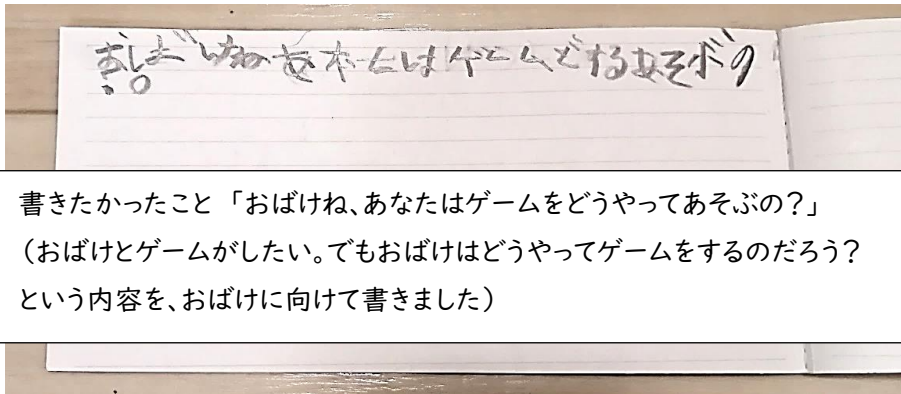 おばけねあなたはゲームどするあそぼの
書きたかったこと 「おばけね、あなたはゲームをどうやってあそぶの？」
（おばけとゲームがしたい。でもおばけはどうやってゲームをするのだろう？
という内容を、おばけに向けて書きました）